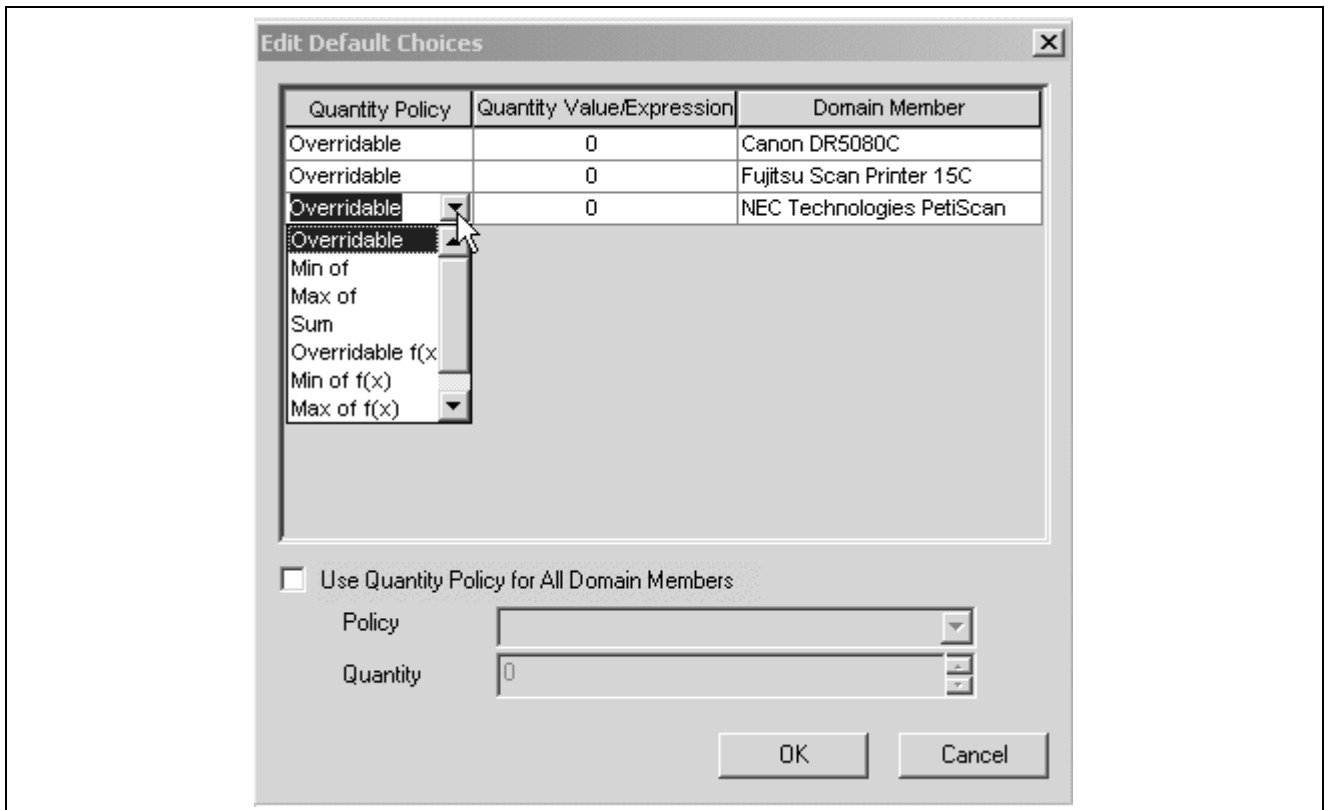 Edit Default Choices
Quantity Policy Quantity Value/Expression Domain Member
Overridable 0 Canon DR5080C
Overridable 0 Fujitsu Scan Printer 15C
Overridable 0 NEC Technologies PetiScan
Overridable
Min of
Max of
Sum
Overridable f(x
Min of f(x)
Max of f(x)
Use Quantity Policy for All Domain Members
Policy
Quantity 0
OK Cancel